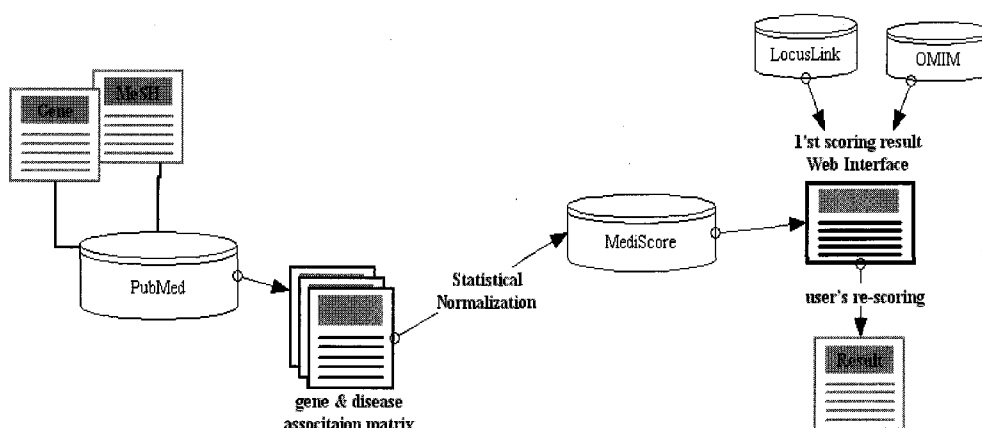 LocusLink
OMIM
MeSH
Gene
1'st scoring result
Web Interface
MediScore
PubMed
Statistical
Normalization
user's re-scoring
Result
gene & disease
associtaion matrix